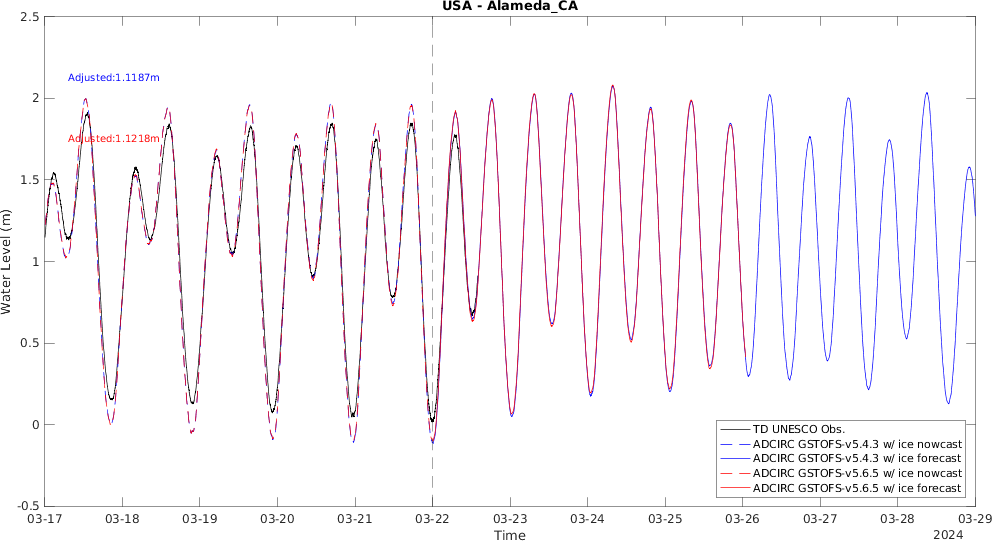 USA - Alameda_CA
2.5
2
1.5
1
0.5
0
-0.5
Water Level (m)
Adjusted:1.1187m
Adjusted:1.1218m
TD UNESCO Obs.
ADCIRC GSTOFS-v5.4.3 w/ ice nowcast
ADCIRC GSTOFS-v5.4.3 w/ ice forecast
ADCIRC GSTOFS-v5.6.5 w/ ice nowcast
ADCIRC GSTOFS-v5.6.5 w/ ice forecast
03-17 03-18 03-19 03-20 03-21 03-22 03-23 03-24 03-25 03-26 03-27 03-28 03-29
Time
2024